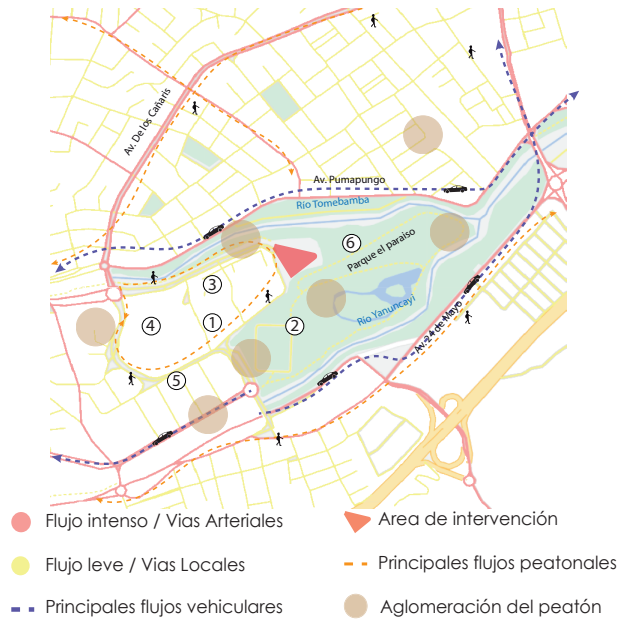 Av. De los Cañaris
Av. Pumapungo
Río Tomebamba
⑥
Parque el paraiso
③
④
①
②
Río Yanuncayi
Av. 24 de Mayo
⑤
Flujo intenso / Vias Arteriales
Area de intervención
Flujo leve / Vias Locales
Principales flujos peatonales
Principales flujos vehiculares
Aglomeración del peatón